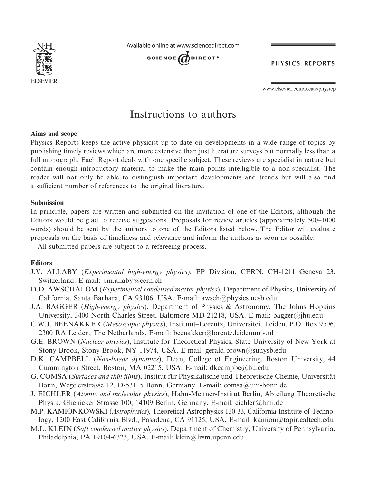 Available online at www.sciencedirect.com
SCIENCE DIRECT®
ELSEVIER
PHYSICS REPORTS
www.elsevier.com/locate/physrep
Instructions to authors
Aims and scope
Physics Reports keeps the active physicist up-to-date on developments in a wide range of topics by
publishing timely reviews which are more extensive than just literature surveys but normally less than a
full monograph. Each Report deals with one specific subject. These reviews are specialist in nature but
contain enough introductory material to make the main points intelligible to a non-specialist. The
reader will not only be able to distinguish important developments and trends but will also find
a sufficient number of references to the original literature.
Submission
In principle, papers are written and submitted on the invitation of one of the Editors, although the
Editors would be glad to receive suggestions. Proposals for review articles (approximately 500–1000
words) should be sent by the authors to one of the Editors listed below. The Editor will evaluate
proposals on the basis of timeliness and relevance and inform the authors as soon as possible.
All submitted papers are subject to a refereeing process.
Editors
J.V. ALLABY (Experimental high-energy physics), EP Division, CERN, CH-1211 Geneva 23,
Switzerland. E-mail:
D.D. AWSCHALOM (Experimental condensed matter physics), Department of Physics, University of
California, Santa Barbara, CA 93106, USA. E-mail:
J.A. BAGGER (High-energy physics), Department of Physics & Astronomy, The Johns Hopkins
University, 3400 North Charles Street, Baltimore MD 21218, USA. E-mail: bagger@jhu.edu
C.W.J. BEENAKKER (Mesoscopic physics), Instituut-Lorentz, Universiteit Leiden, P.O. Box
2300 RA Leiden, The Netherlands. E-mail:
G.E. BROWN (Nuclear physics), Institute for Theoretical Physics, State University of New York at
Stony Brook, Stony Brook, NY 11974, USA. E-mail:
D.K. CAMPBELL (Non-linear dynamics), Dean, College of Engineering, Boston University, 44
Cummington Street, Boston, MA 02215, USA. E-mail: dkcampbe@bu.edu
G. COMSA (Surfaces and thin films), Institut für Physikalische und Theoretische Chemie, Universität
Bonn, Wegelerstrasse 12, D-53115 Bonn, Germany. E-mail:
J. EICHLER (Atomic and molecular physics), Hahn-Meitner-Institut Berlin, Abteilung Theoretische
Physik, Glienicker Strasse 100, 14109 Berlin, Germany. E-mail: eichler@hmi.de
M.P. KAMIONKOWSKI (Astrophysics), Theoretical Astrophysics 130-33, California Institute of Techno-
logy, 1200 East California Blvd., Pasadena, CA 91125, USA. E-mail:
M.L. KLEIN (Soft condensed matter physics), Department of Chemistry, University of Pennsylvania,
Philadelphia, PA 19104-6323, USA. E-mail: